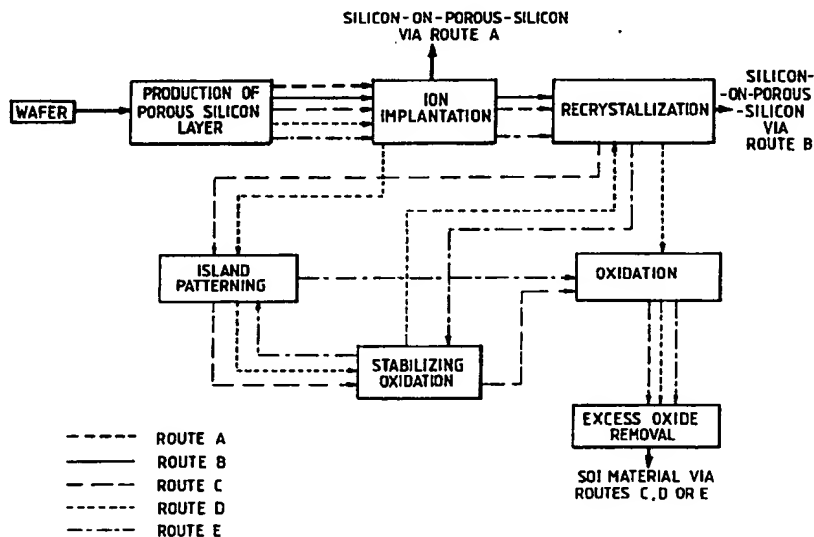 SILICON-ON-POROUS-SILICON
VIA ROUTE A
WAFER
PRODUCTION OF
POROUS SILICON
LAYER
ION
IMPLANTATION
RECRYSTALLIZATION
SILICON-
-ON-POROUS
-SILICON
VIA
ROUTE B
ISLAND
PATTERNING
OXIDATION
STABILIZING
OXIDATION
EXCESS OXIDE
REMOVAL
SOI MATERIAL VIA
ROUTES C,D OR E
ROUTE A
ROUTE B
ROUTE C
ROUTE D
ROUTE E